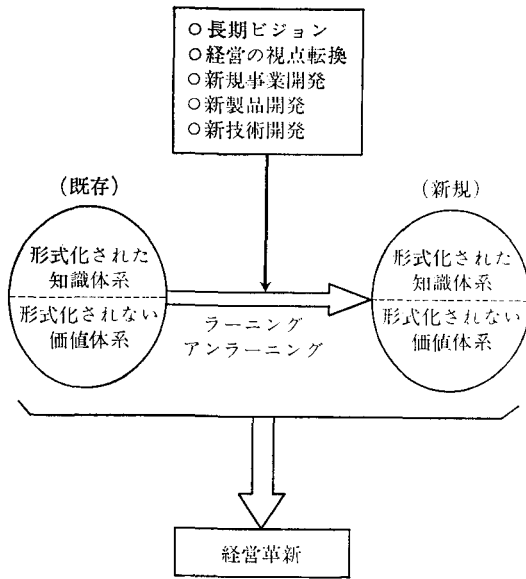 ○長期ビジョン
○経営の視点転換
○新規事業開発
○新製品開発
○新技術開発
(既存)
(新規)
形式化された
知識体系
形式化されない
価値体系
ラーニング
アンラーニング
形式化された
知識体系
形式化されない
価値体系
経営革新